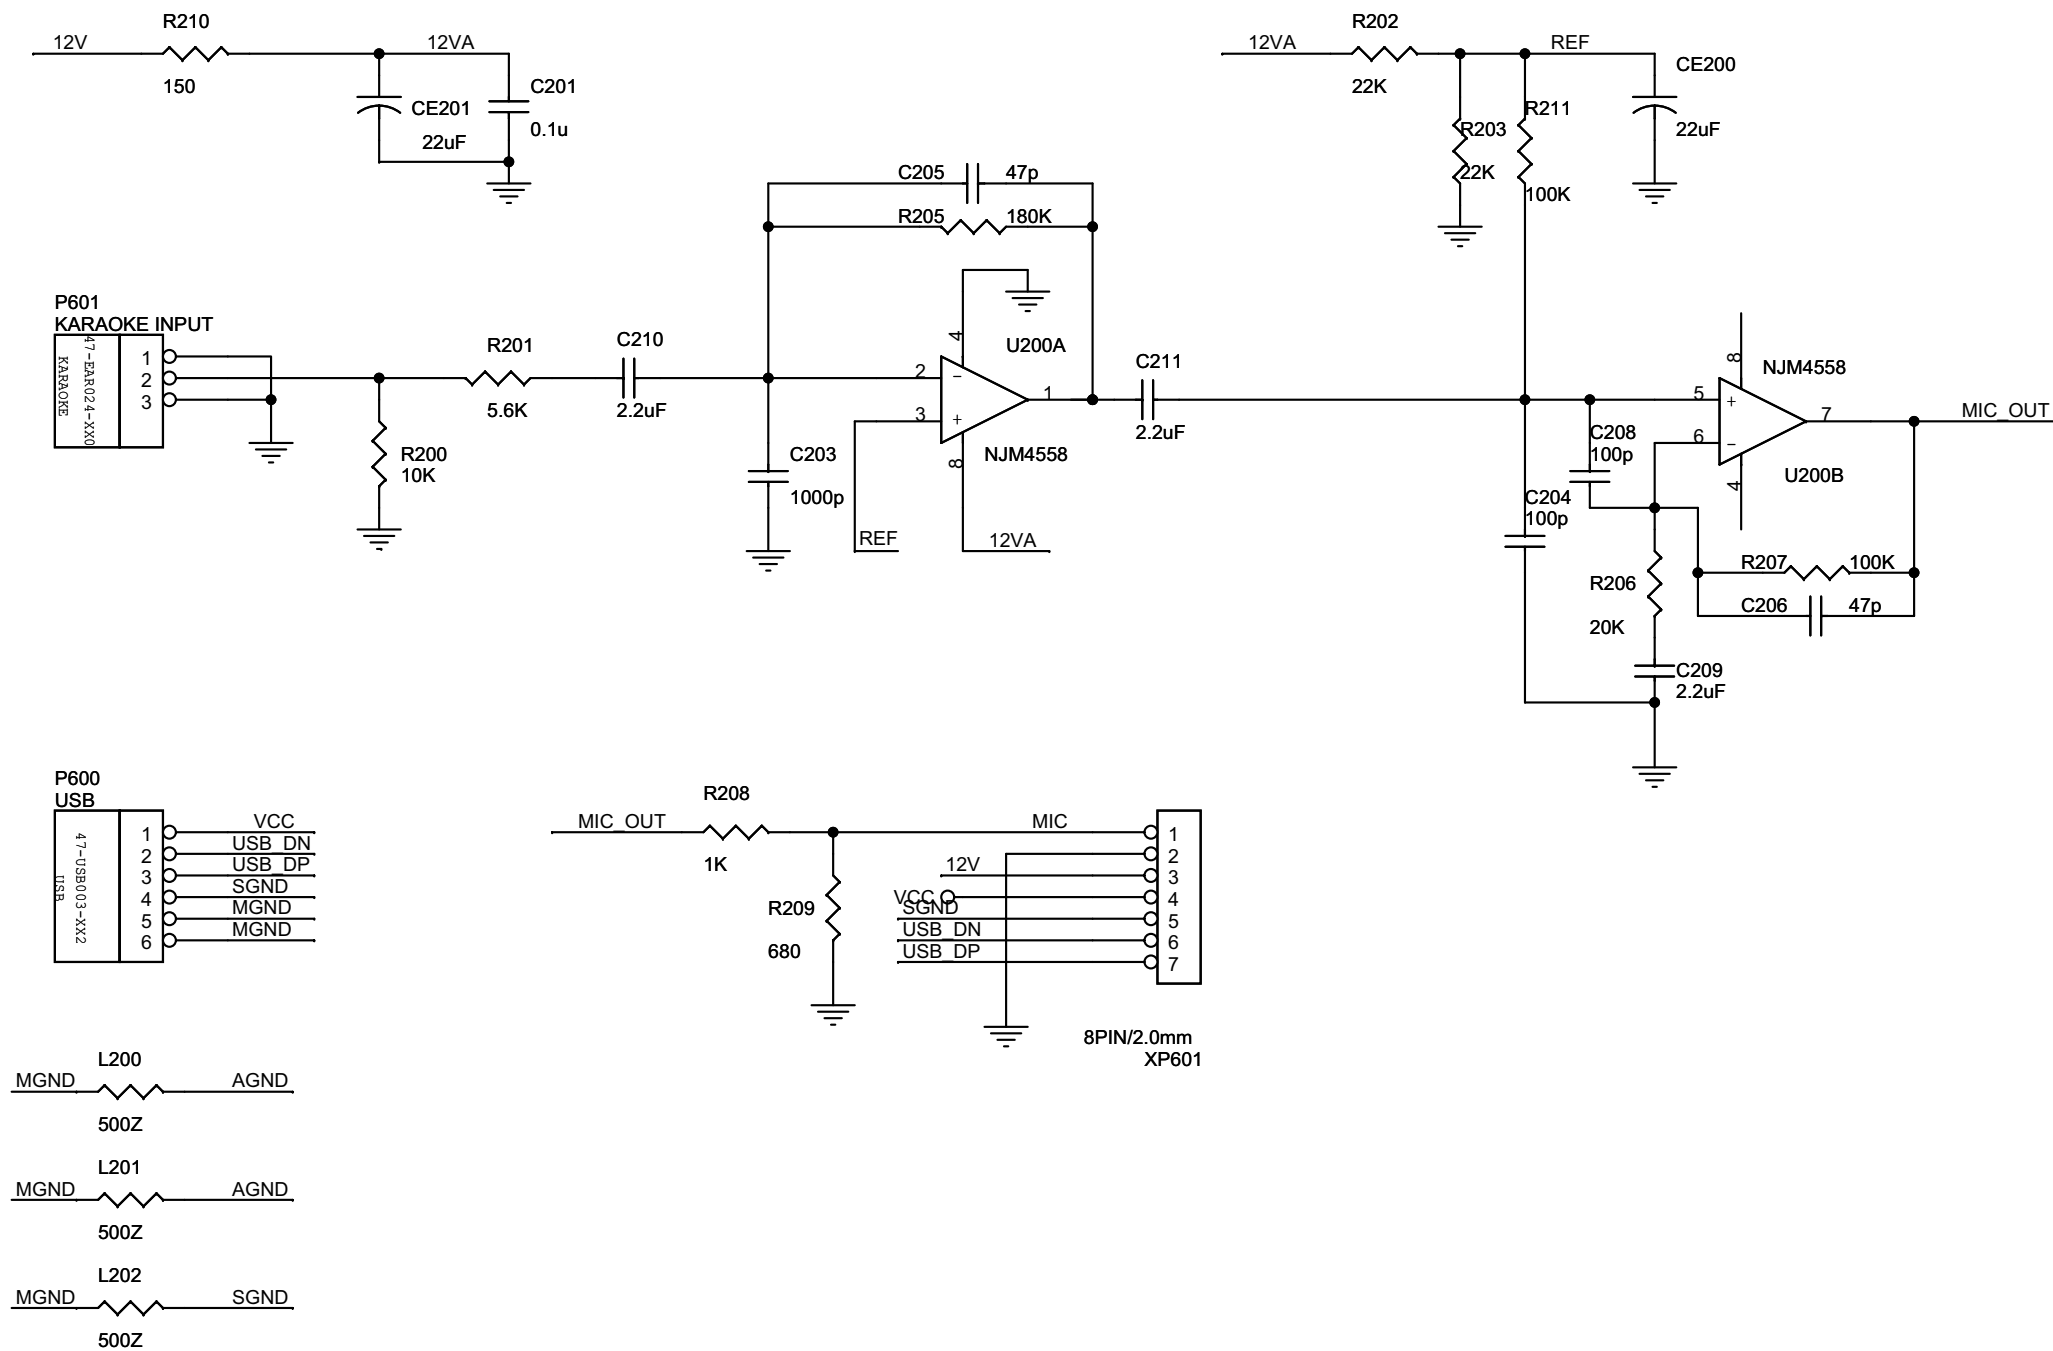 R210
12V
12VA
150
CE201
22uF
C201
0.1u
R202
12VA
REF
22K
R203
22K
R211
100K
CE200
22uF
C205
47p
R205
180K
P601
KARAOKE INPUT
47-EAR024-XX0
KARAOKE
1
2
3
R201
5.6K
C210
2.2uF
R200
10K
C203
1000p
2
3
4
8
1
-
+
U200A
NJM4558
REF
12VA
C211
2.2uF
5
6
8
4
7
+
-
NJM4558
U200B
MIC_OUT
C208
100p
C204
100p
R206
20K
R207
100K
C206
47p
C209
2.2uF
P600
USB
47-USB003-XX2
USB
1
2
3
4
5
6
VCC
USB_DN
USB_DP
SGND
MGND
MGND
MIC_OUT
R208
1K
R209
680
MIC
12V
VCC
SGND
USB_DN
USB_DP
1
2
3
4
5
6
7
8PIN/2.0mm
XP601
L200
MGND
AGND
500Z
L201
MGND
AGND
500Z
L202
MGND
SGND
500Z